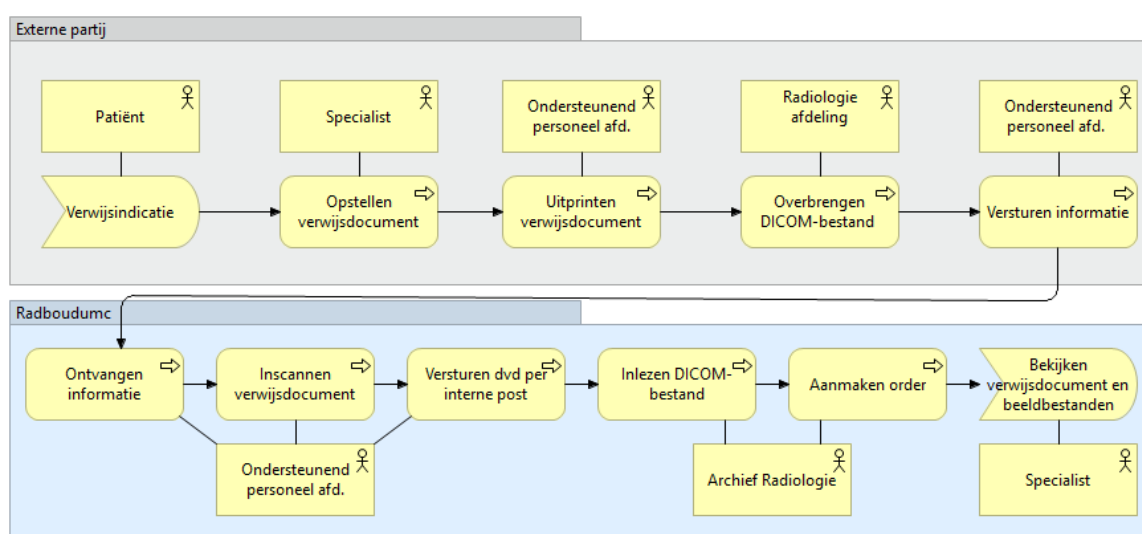 Externe partij
Patiënt
Specialist
Ondersteunend
personeel afd.
Radiologie
afdeling
Ondersteunend
personeel afd.
Verwijsindicatie
Opstellen
verwijsdocument
Uitprinten
verwijsdocument
Overbrengen
DICOM-bestand
Versturen informatie
Radboudumc
Ontvangen
informatie
Inscannen
verwijsdocument
Versturen dvd per
interne post
Inlezen DICOM-
bestand
Aanmaken order
Bekijken
verwijsdocument en
beeldbestanden
Ondersteunend
personeel afd.
Archief Radiologie
Specialist